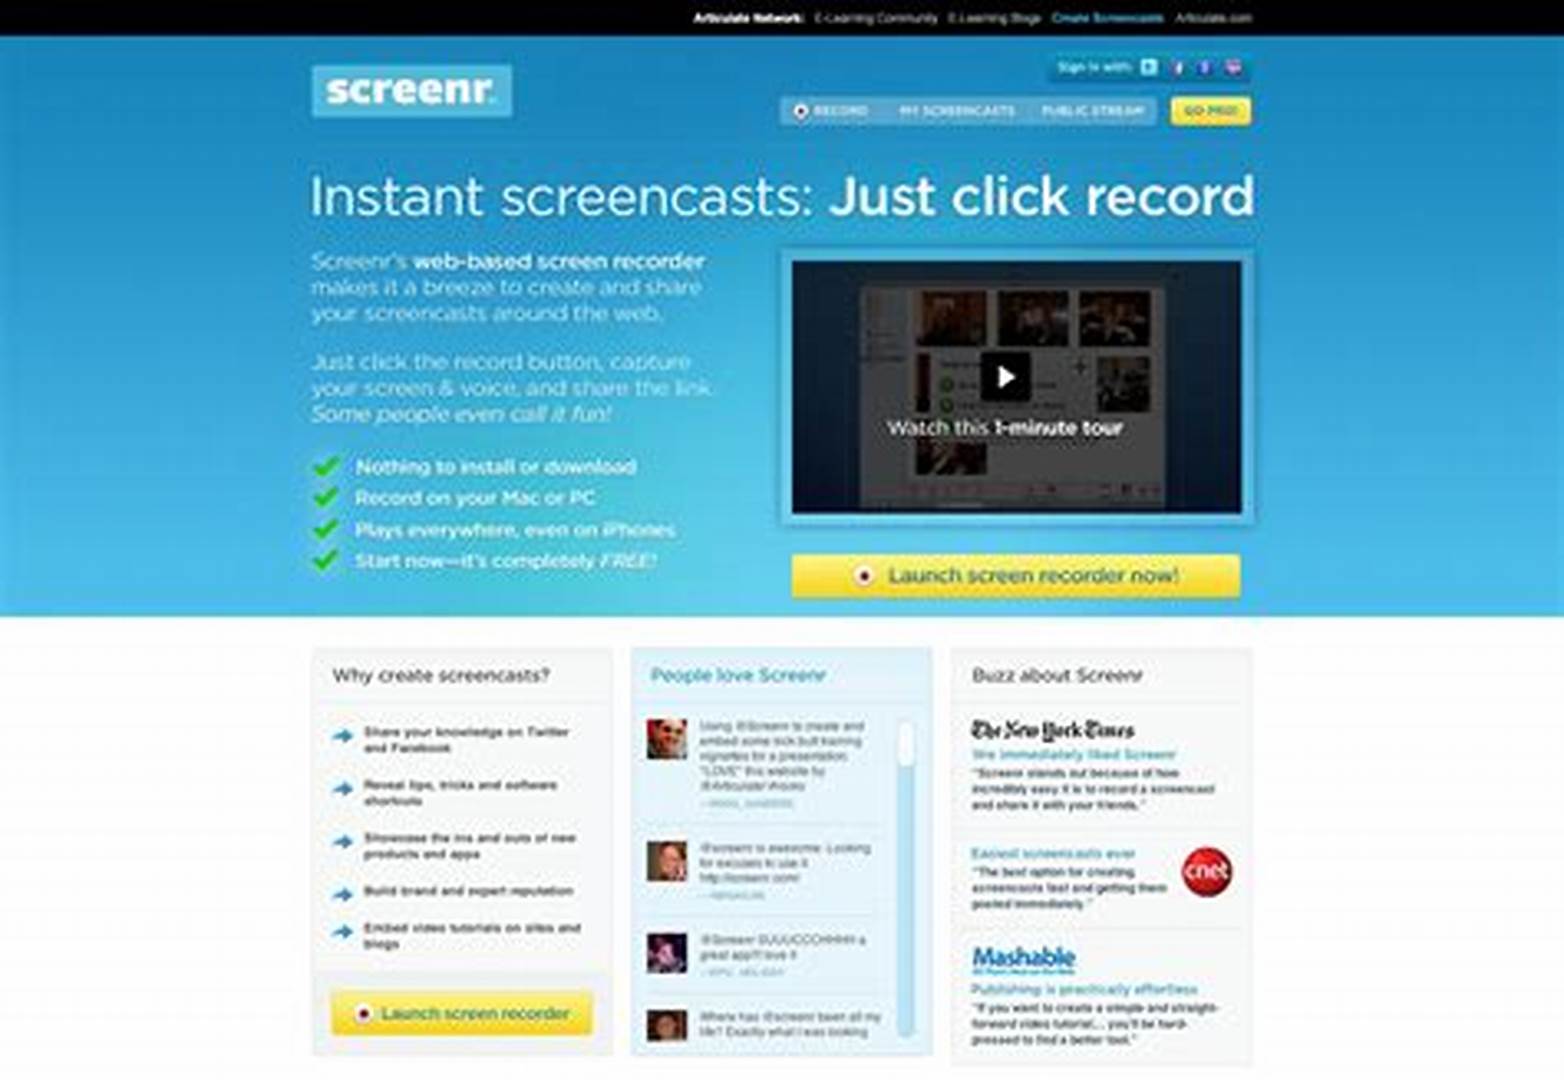 Articulate Network: E-Learning Community E-Learning Blogs Create Screencasts Articulate.com
screenr
Sign in with:
RECORD MY SCREENCASTS PUBLIC STREAM GO PRO!
Instant screencasts: Just click record
Screenr's web-based screen recorder
makes it a breeze to create and share
your screencasts around the web.
Just click the record button, capture
your screen & voice, and share the link.
Some people even call it fun!
Nothing to install or download
Record on your Mac or PC
Plays everywhere, even on iPhones
Start now—it's completely FREE!
Watch this 1-minute tour
Launch screen recorder now!
Why create screencasts?
Share your knowledge on Twitter
and Facebook
Reveal tips, tricks and software
shortcuts
Showcase the ins and outs of new
products and apps
Build brand and expert reputation
Embed video tutorials on sites and
blogs
Launch screen recorder
People love Screenr
Using @Screenr to create and
embed some kick butt training
vignettes for a presentation.
"LOVE" this website by
@Articulate!
@screenr is awesome. Looking
for excuses to use it
http://screenr.com/
@Screenr a
great app!!! love it
Where has @screenr been all my
life? Exactly what I was looking
Buzz about Screenr
The New York Times
We immediately liked Screenr
"Screenr stands out because of how
incredibly easy it is to record a screencast
and share it with your friends."
Easiest screencasts ever
"The best option for creating
screencasts fast and getting them
posted immediately."
cnet
Mashable
Publishing is practically effortless
"If you want to create a simple and straight-
forward video tutorial... you'll be hard-
pressed to find a better tool."